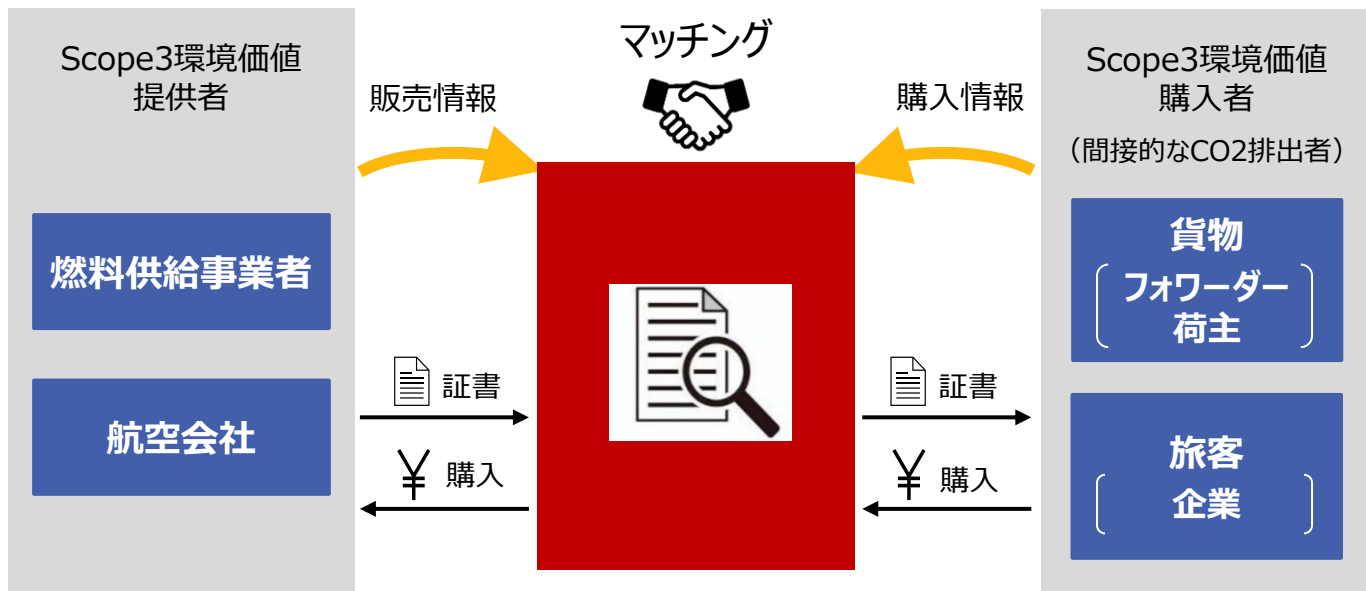 Scope3環境価値
提供者
燃料供給事業者
航空会社
販売情報
マッチング
購入情報
証書
¥ 購入
証書
¥ 購入
Scope3環境価値
購入者
（間接的なCO2排出者）
貨物
フォワーダー
荷主
旅客
企業